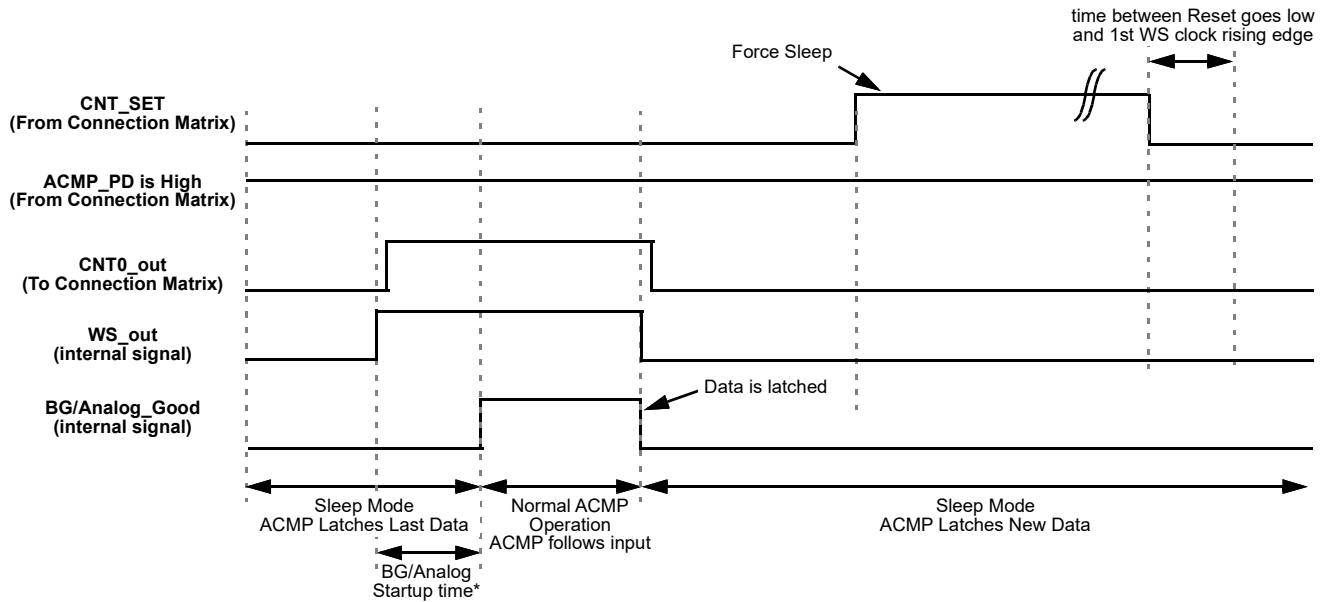 time between Reset goes low
and 1st WS clock rising edge
Force Sleep
CNT_SET
(From Connection Matrix)
ACMP_PD is High
(From Connection Matrix)
CNT0_out
(To Connection Matrix)
WS_out
(internal signal)
Data is latched
BG/Analog_Good
(internal signal)
Sleep Mode
ACMP Latches Last Data
Normal ACMP
Operation
ACMP follows input
Sleep Mode
ACMP Latches New Data
BG/Analog
Startup time*